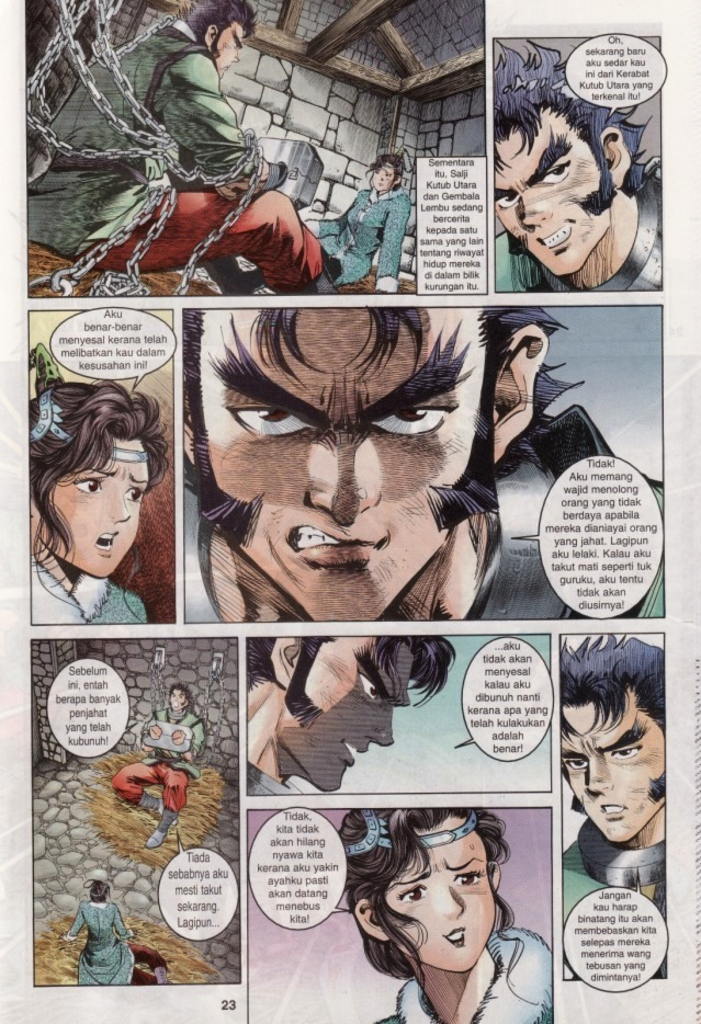 Sementara
itu, Salji
Kutub Utara
dan Gembala
Lembu sedang
bercerita
kepada satu
sama yang lain
tentang riwayat
hidup mereka
di dalam bilik
kurungan itu.
Oh,
sekarang baru
aku sedar kau
ini dari Kerabat
Kutub Utara yang
terkenal itu!
Aku
benar-benar
menyesal kerana telah
melibatkan kau dalam
kesusahan ini!
Tidak!
Aku memang
wajid menolong
orang yang tidak
berdaya apabila
mereka dianiayai orang
yang jahat. Lagipun
aku lelaki. Kalau aku
takut mati seperti tuk
guruku, aku tentu
tidak akan
diusirnya!
Sebelum
ini, entah
berapa banyak
penjahat
yang telah
kubunuh!
Tiada
sebabnya aku
mesti takut
sekarang.
Lagipun...
...aku
tidak akan
menyesal
kalau aku
dibunuh nanti
kerana apa yang
telah kulakukan
adalah
benar!
Tidak,
kita tidak
akan hilang
nyawa kita
kerana aku yakin
ayahku pasti
akan datang
menebus
kita!
Jangan
kau harap
binatang itu akan
membebaskan kita
selepas mereka
menerima wang
tebusan yang
dimintanya!
23